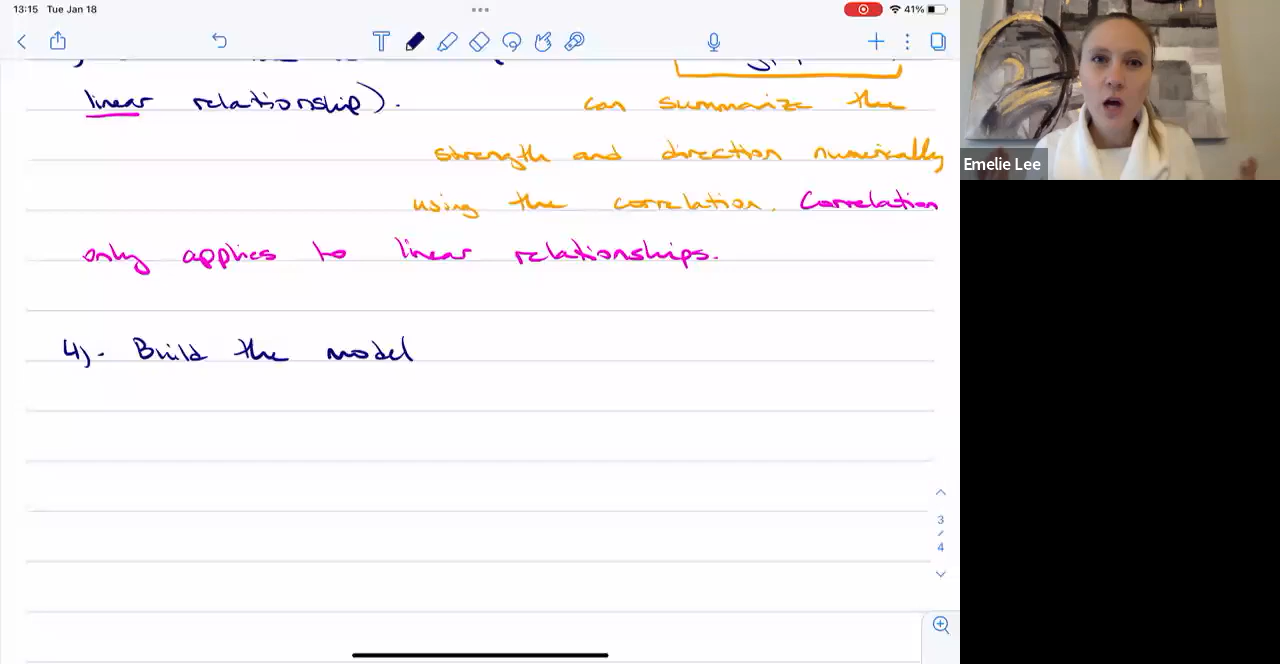 13:15 Tue Jan 18
41%
linear relationship).
can summarize the
strength and direction numerically
using the correlation. Correlation
only applies to linear relationships.
4). Build the model
3
/
4
T
Emelie Lee